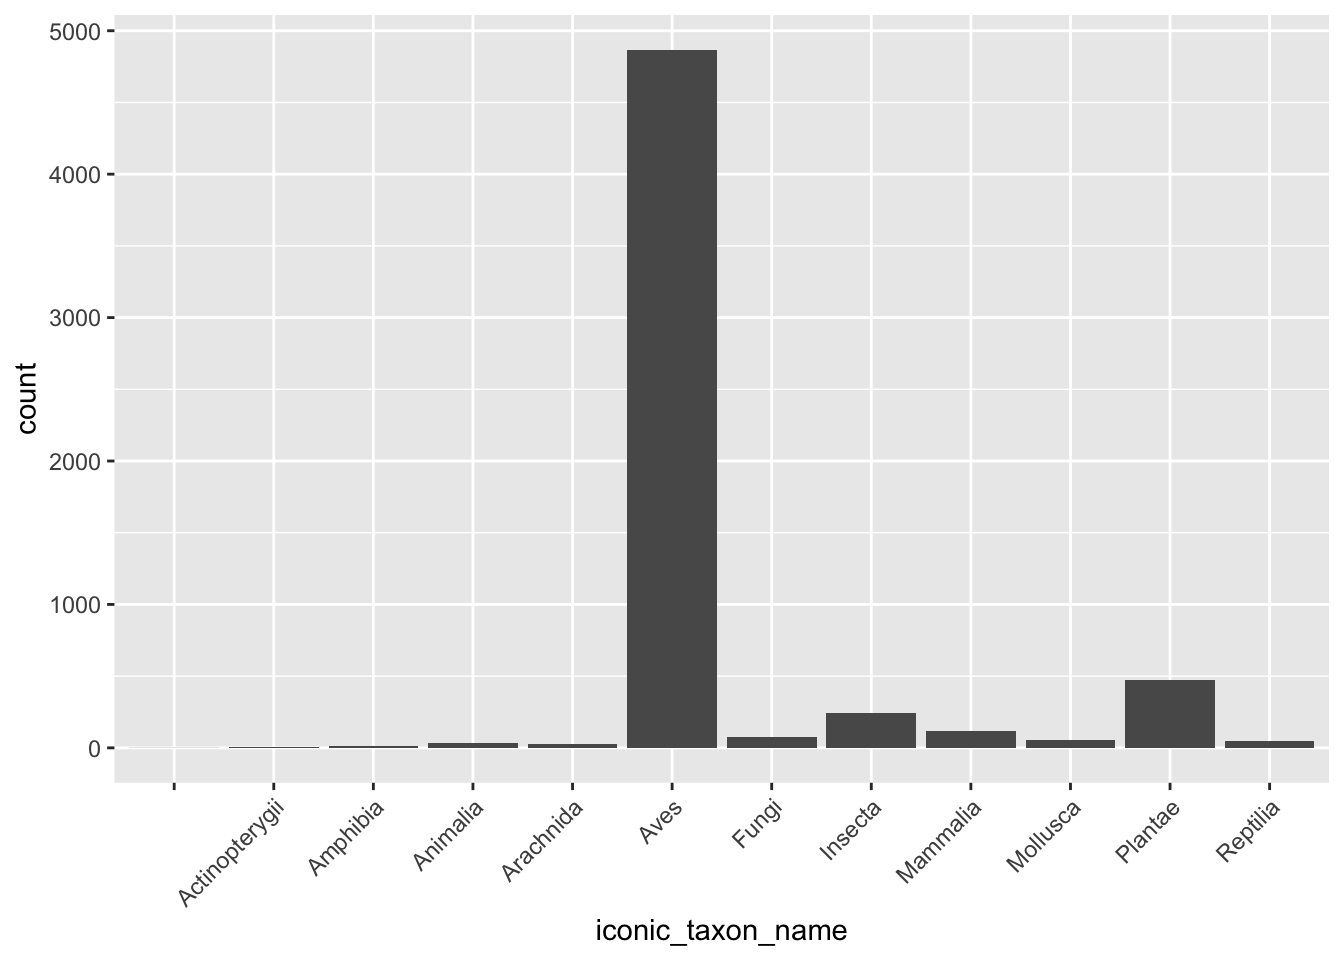 5000
4000
3000
2000
1000
0
count
Actinopterygii
Amphibia
Animalia
Arachnida
Aves
Fungi
Insecta
Mammalia
Mollusca
Plantae
Reptilia
iconic_taxon_name